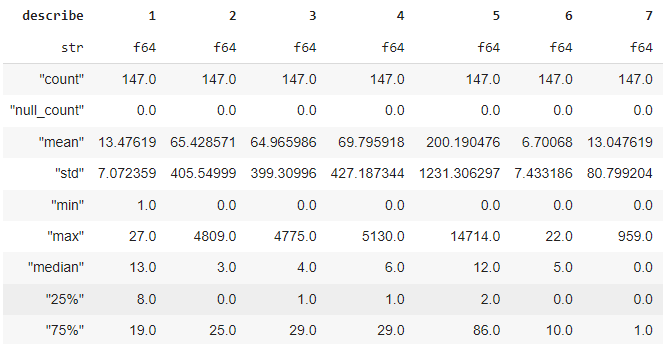 describe 1 2 3 4 5 6 7
str f64 f64 f64 f64 f64 f64 f64
"count" 147.0 147.0 147.0 147.0 147.0 147.0 147.0
"null_count" 0.0 0.0 0.0 0.0 0.0 0.0 0.0
"mean" 13.47619 65.428571 64.965986 69.795918 200.190476 6.70068 13.047619
"std" 7.072359 405.54999 399.30996 427.187344 1231.306297 7.433186 80.799204
"min" 1.0 0.0 0.0 0.0 0.0 0.0 0.0
"max" 27.0 4809.0 4775.0 5130.0 14714.0 22.0 959.0
"median" 13.0 3.0 4.0 6.0 12.0 5.0 0.0
"25%" 8.0 0.0 1.0 1.0 2.0 0.0 0.0
"75%" 19.0 25.0 29.0 29.0 86.0 10.0 1.0